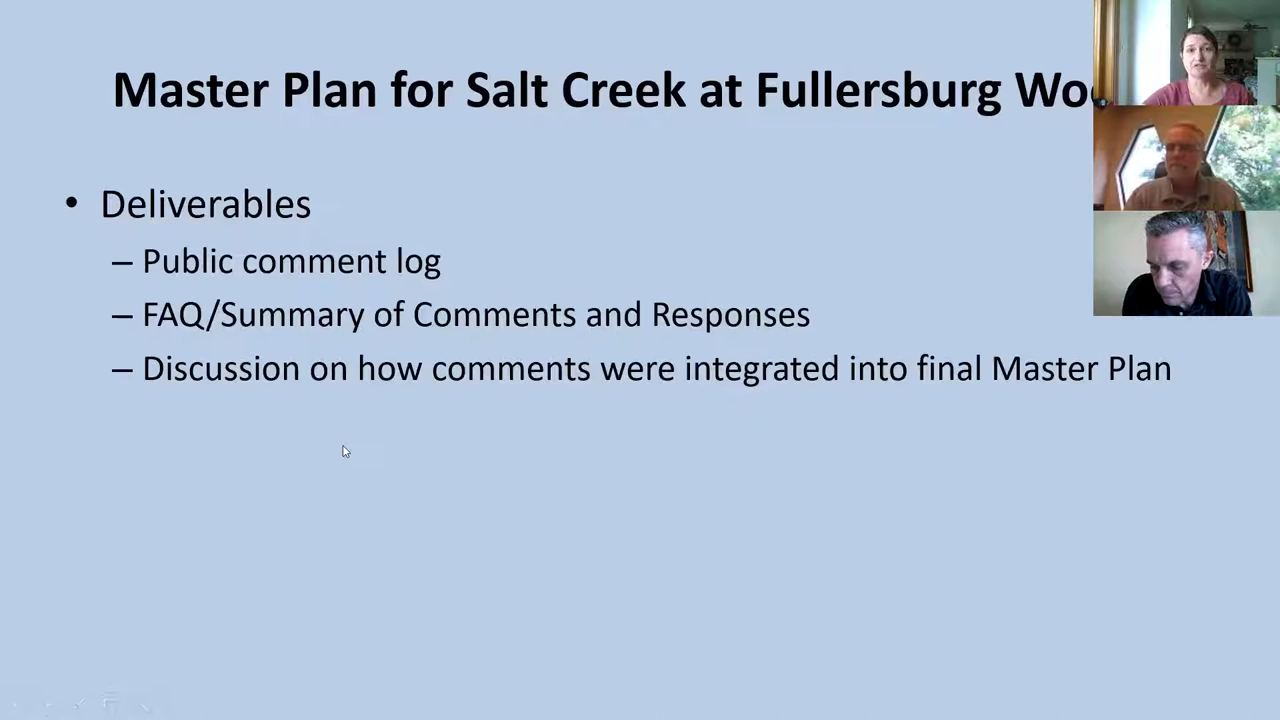 Master Plan for Salt Creek at Fullersburg
• Deliverables
– Public comment log
– FAQ/Summary of Comments and Responses
– Discussion on how comments were integrated into final Master Plan